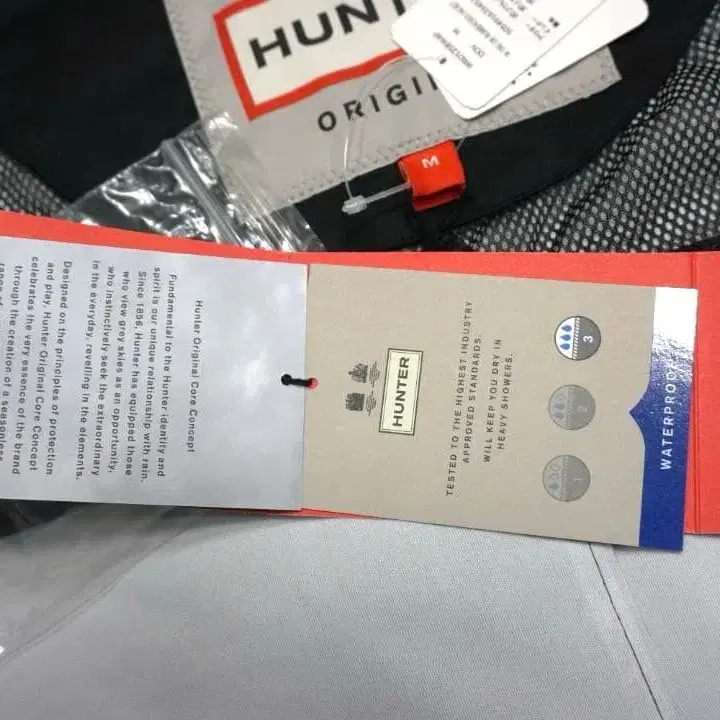 HUNT
ORIGI
M
Hunter Original Core Concept
Fundamental to the Hunter identity and
spirit is our unique relationship with rain.
Since 1856, Hunter has equipped those
who view grey skies as an opportunity,
who instinctively seek the extraordinary
in the everyday, revelling in the elements.
Designed on the principles of protection
and play, Hunter Original Core Concept
celebrates the very essence of the brand
through the creation of a seasonless
range of
HUNTER
TESTED TO THE HIGHEST INDUSTRY
APPROVED STANDARDS.
WILL KEEP YOU DRY IN
HEAVY SHOWERS.
3
2
1
WATERPROOF